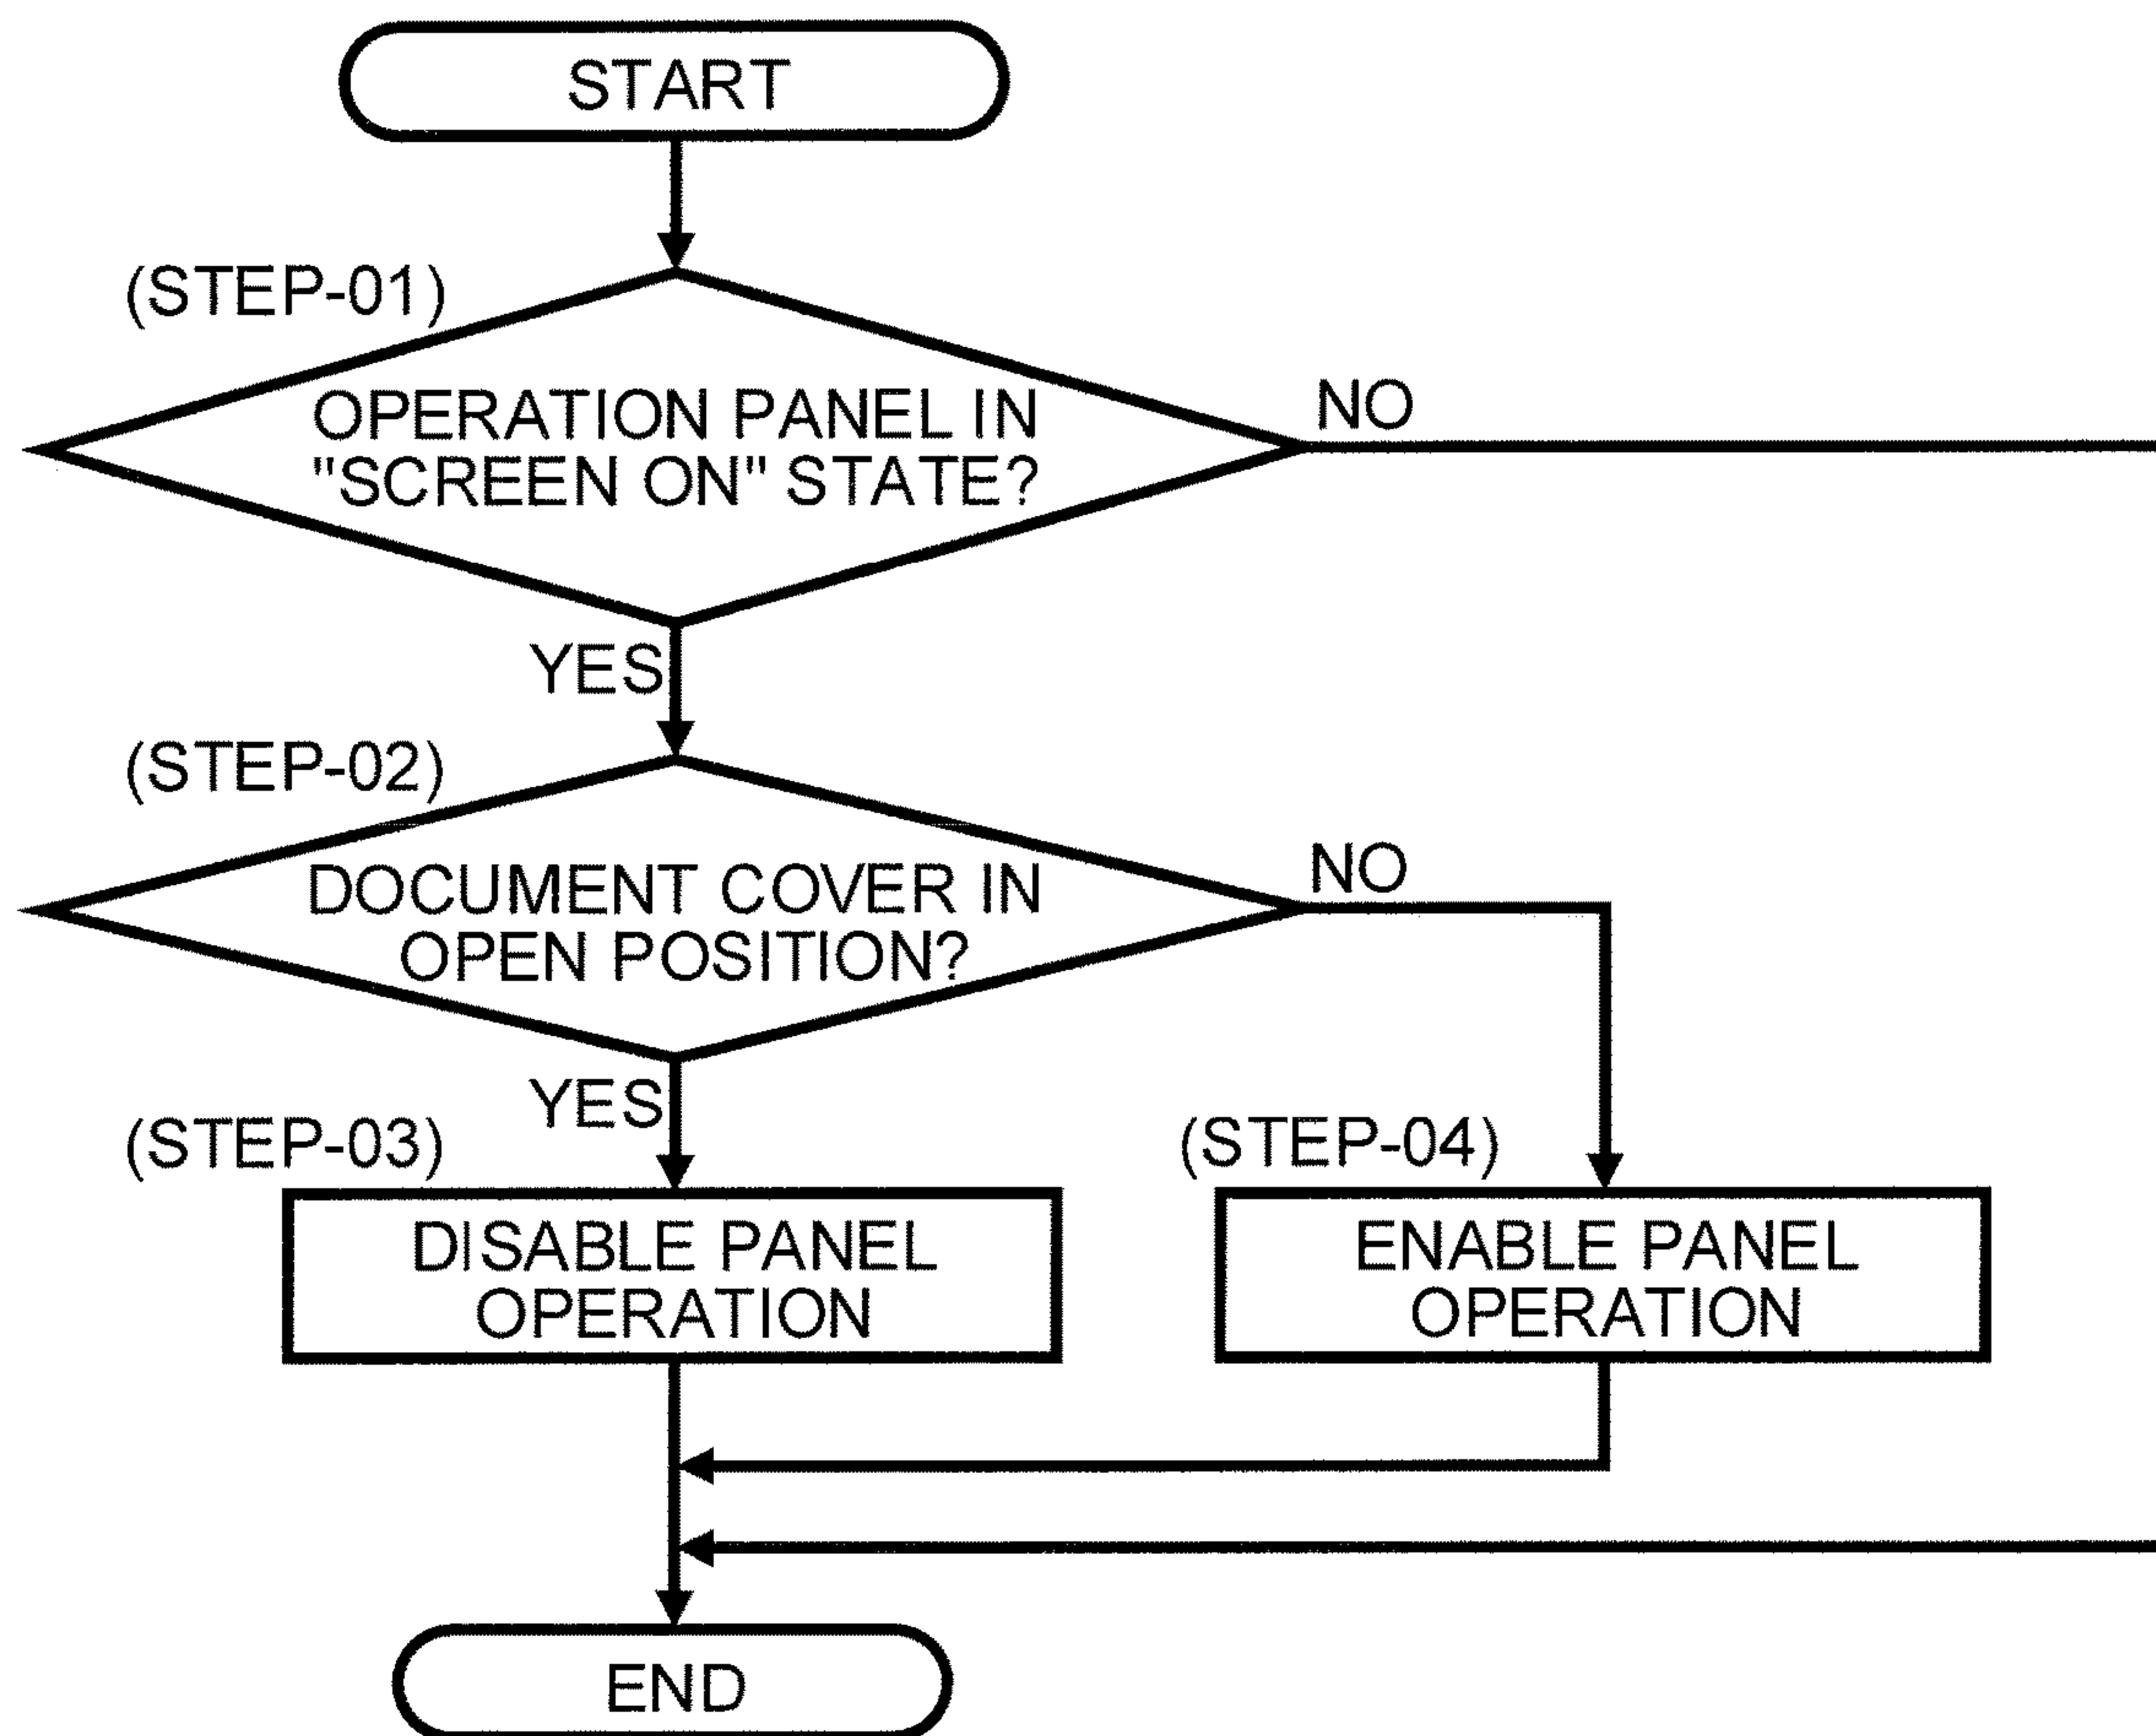 START
(STEP-01)
OPERATION PANEL IN
"SCREEN ON" STATE?
NO
YES
(STEP-02)
DOCUMENT COVER IN
OPEN POSITION?
NO
YES
(STEP-03)
(STEP-04)
DISABLE PANEL
OPERATION
ENABLE PANEL
OPERATION
END